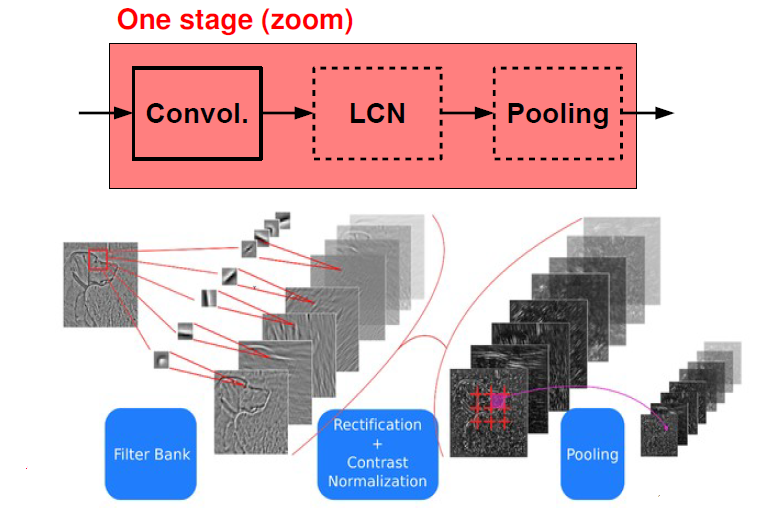 One stage (zoom)
Convol.
LCN
Pooling
Filter Bank
Rectification
+
Contrast
Normalization
Pooling